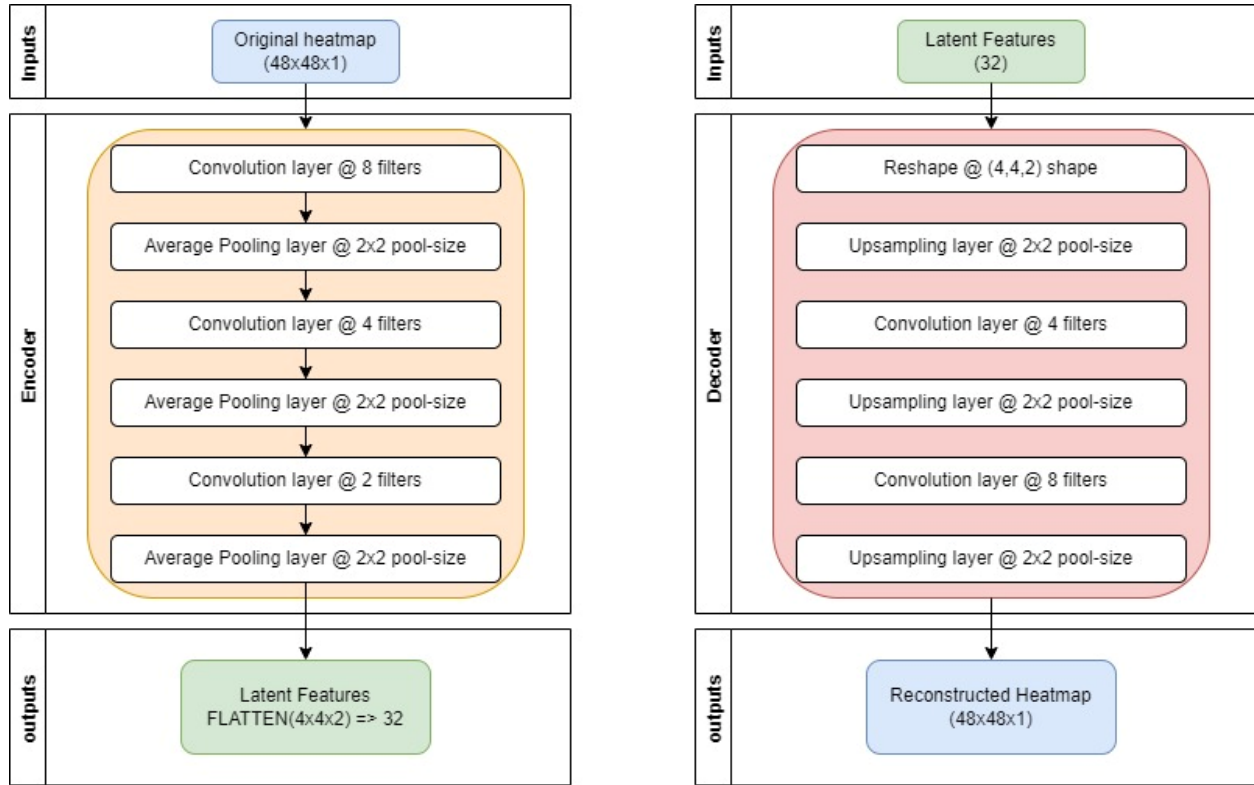 Inputs
Original heatmap
(48x48x1)
Encoder
Convolution layer @ 8 filters
Average Pooling layer @ 2x2 pool-size
Convolution layer @ 4 filters
Average Pooling layer @ 2x2 pool-size
Convolution layer @ 2 filters
Average Pooling layer @ 2x2 pool-size
outputs
Latent Features
FLATTEN(4x4x2) => 32
Inputs
Latent Features
(32)
Decoder
Reshape @ (4,4,2) shape
Upsampling layer @ 2x2 pool-size
Convolution layer @ 4 filters
Upsampling layer @ 2x2 pool-size
Convolution layer @ 8 filters
Upsampling layer @ 2x2 pool-size
outputs
Reconstructed Heatmap
(48x48x1)